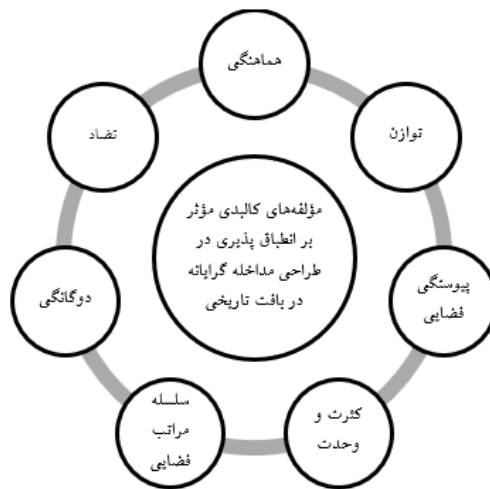 هماهنگی
توازن
پیوستگی
فضایی
کثرت و
وحدت
سلسله
مراتب
فضایی
دوگانگی
تضاد
مؤلفه‌های کالبدی مؤثر
بر انطباق پذیری در
طراحی مداخله گرایانه
در بافت تاریخی